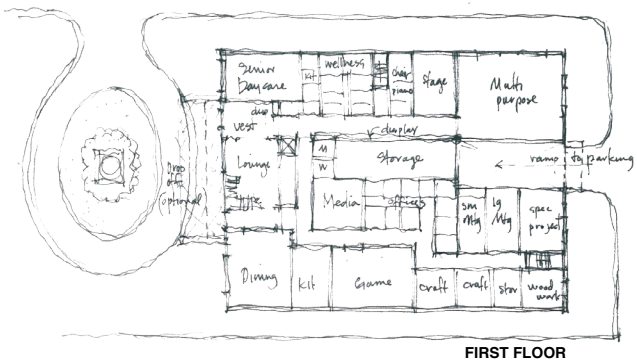 Senior
Daycare
kit
wellness
chair
piano
stage
Multi
purpose
vest
display
Lounge
M
W
Storage
ramp to parking
drop
off
(optional)
Media
offices
sm
Mtg
lg
Mtg
spec
project
Dining
kit
Game
craft
craft
stor
wood
work
FIRST FLOOR